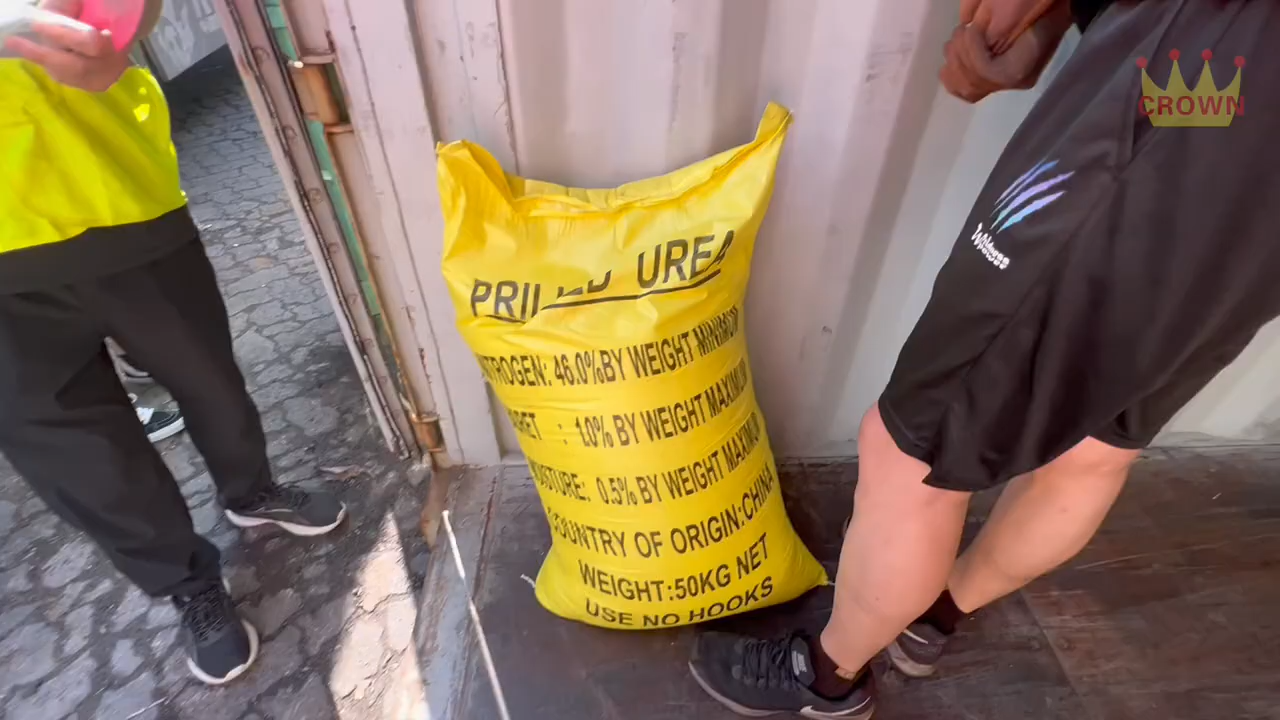 CROWN
PRILLED UREA
NITROGEN: 46.0%BY WEIGHT MINIMUM
: 1.0% BY WEIGHT MAXIMUM
MOISTURE: 0.5% BY WEIGHT MAXIMUM
COUNTRY OF ORIGIN:CHINA
WEIGHT:50KG NET
USE NO HOOKS